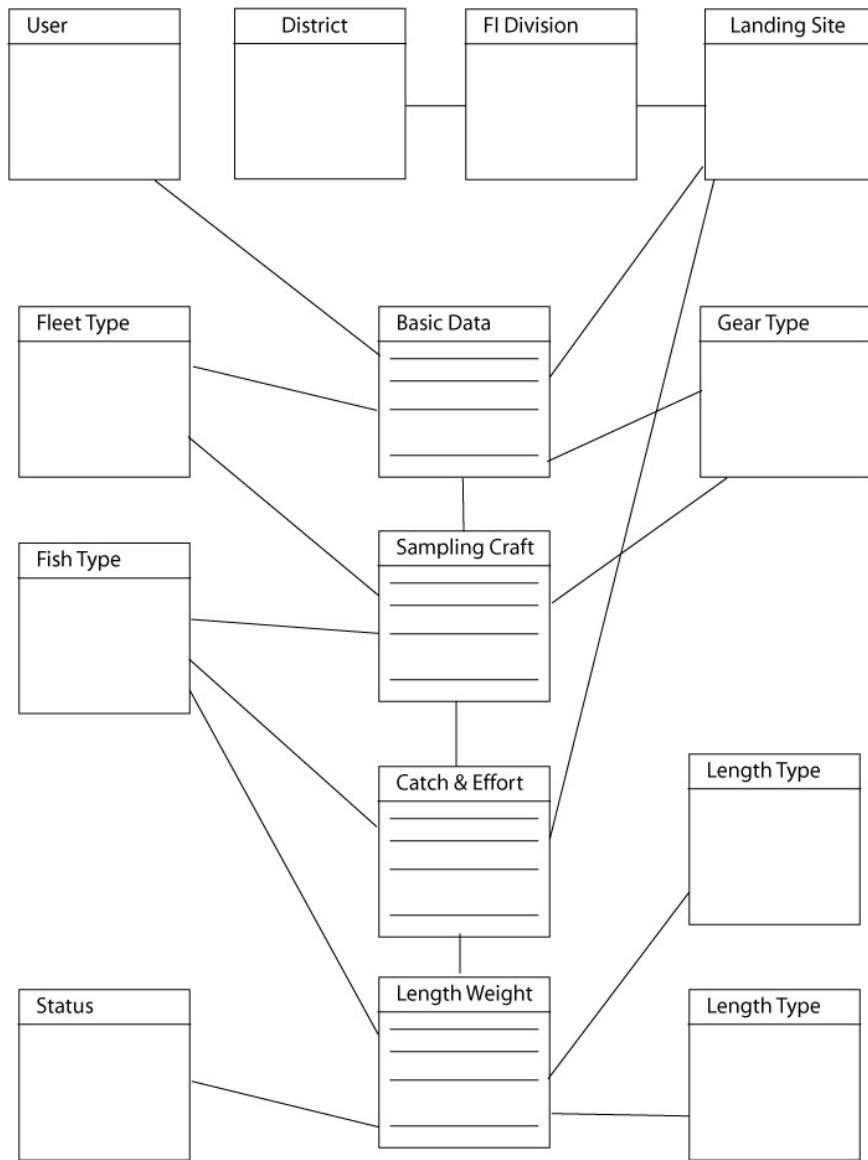 User
District
FI Division
Landing Site
Fleet Type
Basic Data
Gear Type
Sampling Craft
Fish Type
Catch & Effort
Length Type
Length Weight
Status
Length Type